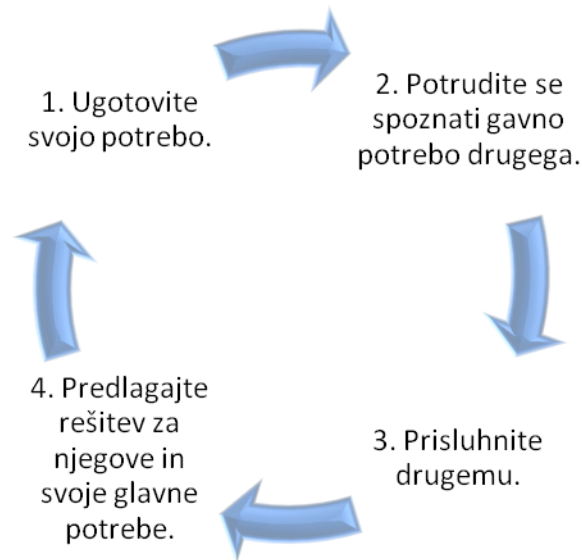 1. Ugotovite
svojo potrebo.
2. Potrudite se
spoznati gavno
potrebo drugega.
3. Prisluhnite
drugemu.
4. Predlagajte
rešitev za
njegove in
svoje glavne
potrebe.